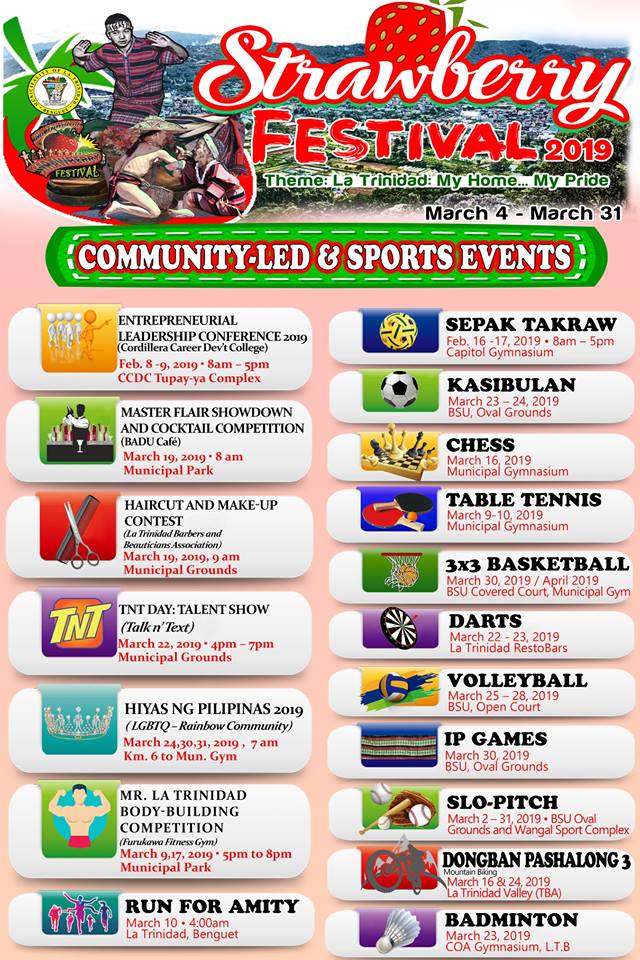 Strawberry
FESTIVAL 2019
FESTIVAL
Theme: La Trinidad: My Home... My Pride
March 4 - March 31
COMMUNITY-LED & SPORTS EVENTS
ENTREPRENEURIAL
LEADERSHIP CONFERENCE 2019
(Cordillera Career Dev't College)
Feb. 8 -9, 2019 • 8am – 5pm
CCDC Tupay-ya Complex
MASTER FLAIR SHOWDOWN
AND COCKTAIL COMPETITION
(BADU Café)
March 19, 2019 • 8 am
Municipal Park
HAIRCUT AND MAKE-UP
CONTEST
(La Trinidad Barbers and
Beauticians Association)
March 19, 2019, 9 am
Municipal Grounds
TNT
TNT DAY: TALENT SHOW
(Talk n' Text)
March 22, 2019 • 4pm – 7pm
Municipal Grounds
HIYAS NG PILIPINAS 2019
( LGBTQ – Rainbow Community)
March 24,30,31, 2019 , 7 am
Km. 6 to Mun. Gym
MR. LA TRINIDAD
BODY-BUILDING
COMPETITION
(Furukawa Fitness Gym)
March 9,17, 2019 • 5pm to 8pm
Municipal Park
RUN FOR AMITY
March 10 • 4:00am
La Trinidad, Benguet
SEPAK TAKRAW
Feb. 16 -17, 2019 • 8am – 5pm
Capitol Gymnasium
KASIBULAN
March 23 – 24, 2019
BSU, Oval Grounds
CHESS
March 16, 2019
Municipal Gymnasium
TABLE TENNIS
March 9-10, 2019
Municipal Gymnasium
3x3 BASKETBALL
March 30, 2019 / April 2019
BSU Covered Court, Municipal Gym
DARTS
March 22 - 23, 2019
La Trinidad RestoBars
VOLLEYBALL
March 25 – 28, 2019
BSU, Open Court
IP GAMES
March 30, 2019
BSU, Oval Grounds
SLO-PITCH
March 2 – 31, 2019 • BSU Oval
Grounds and Wangal Sport Complex
DONGBAN PASHALONG 3
Mountain Biking
March 16 & 24, 2019
La Trinidad Valley (TBA)
BADMINTON
March 23, 2019
COA Gymnasium, L.T.B